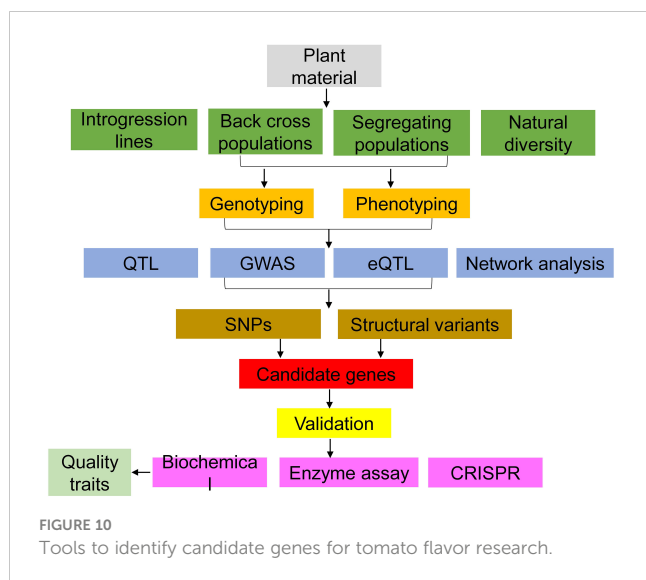 Plant
material
Introgression
lines
Back cross
populations
Segregating
populations
Natural
diversity
Genotyping
Phenotyping
QTL
GWAS
eQTL
Network analysis
SNPs
Structural variants
Candidate genes
Validation
Quality
traits
Biochemica
l
Enzyme assay
CRISPR
FIGURE 10
Tools to identify candidate genes for tomato flavor research.